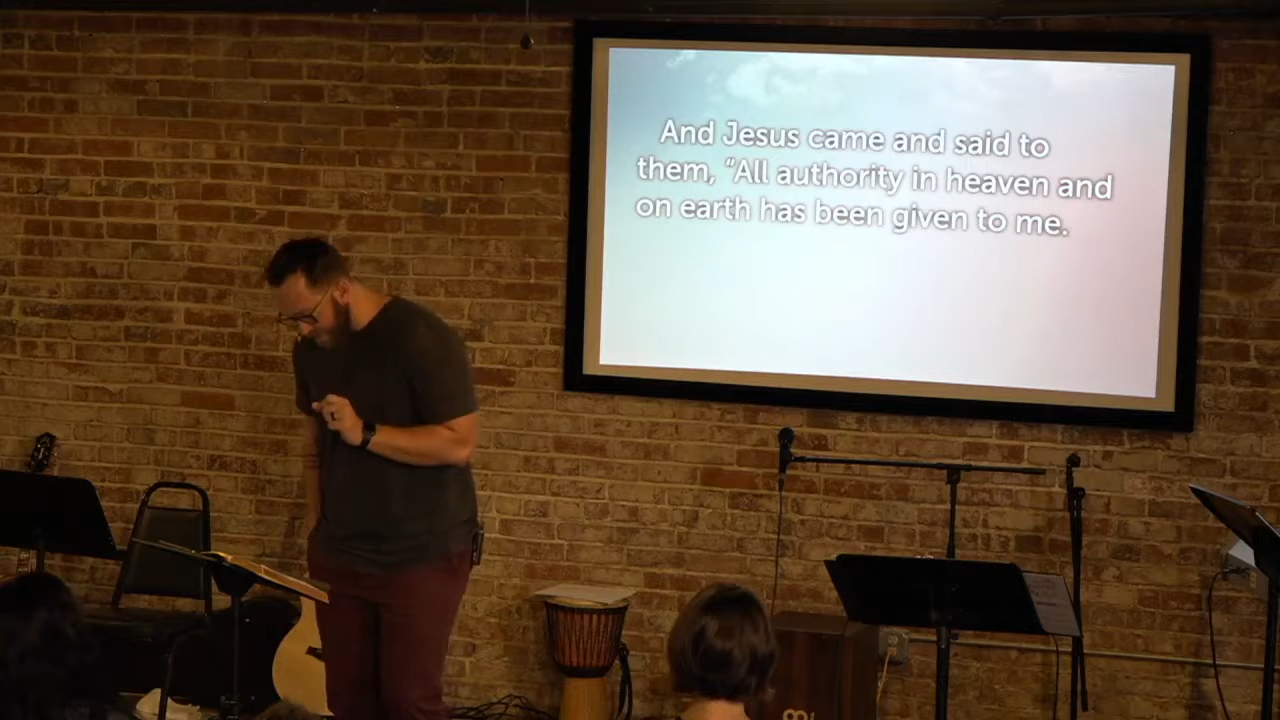 And Jesus came and said to
them, “All authority in heaven and
on earth has been given to me.